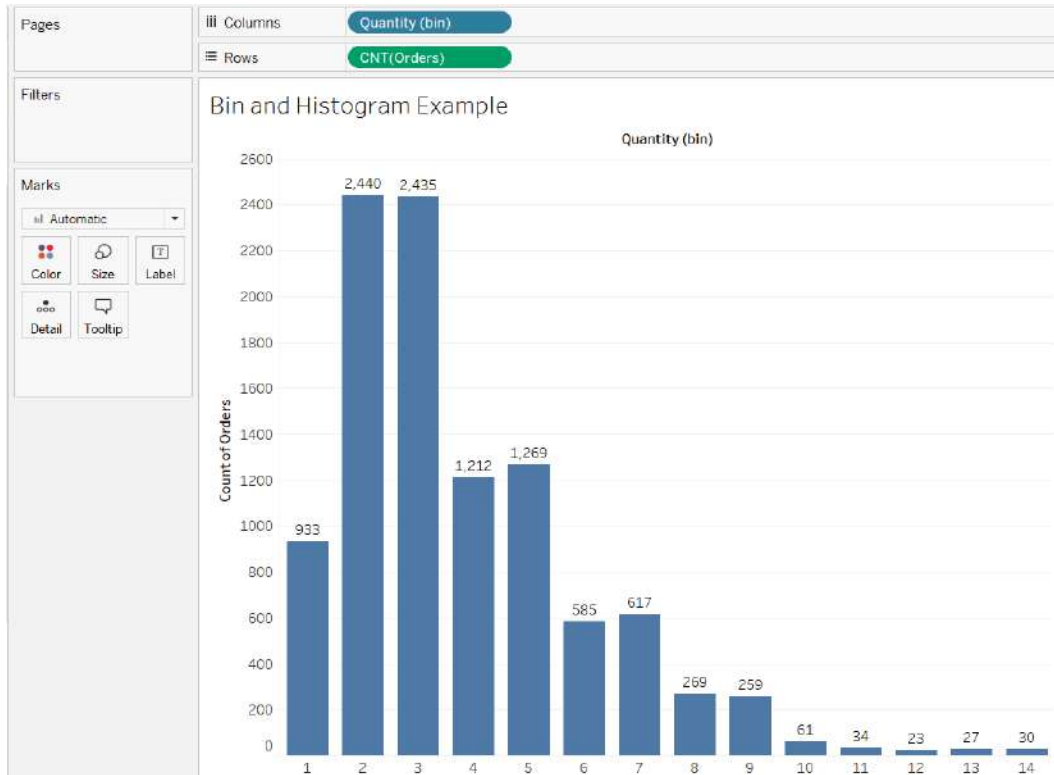 Pages
Columns
Quantity (bin)
Rows
CNT(Orders)
Filters
Marks
Automatic
Color
Size
T
Label
Detail
Tooltip
Bin and Histogram Example
Quantity (bin)
Count of Orders
2600
2400
2200
2000
1800
1600
1400
1200
1000
800
600
400
200
0
933
2,440
2,435
1,212
1,269
585
617
269
259
61
34
23
27
30
1 2 3 4 5 6 7 8 9 10 11 12 13 14